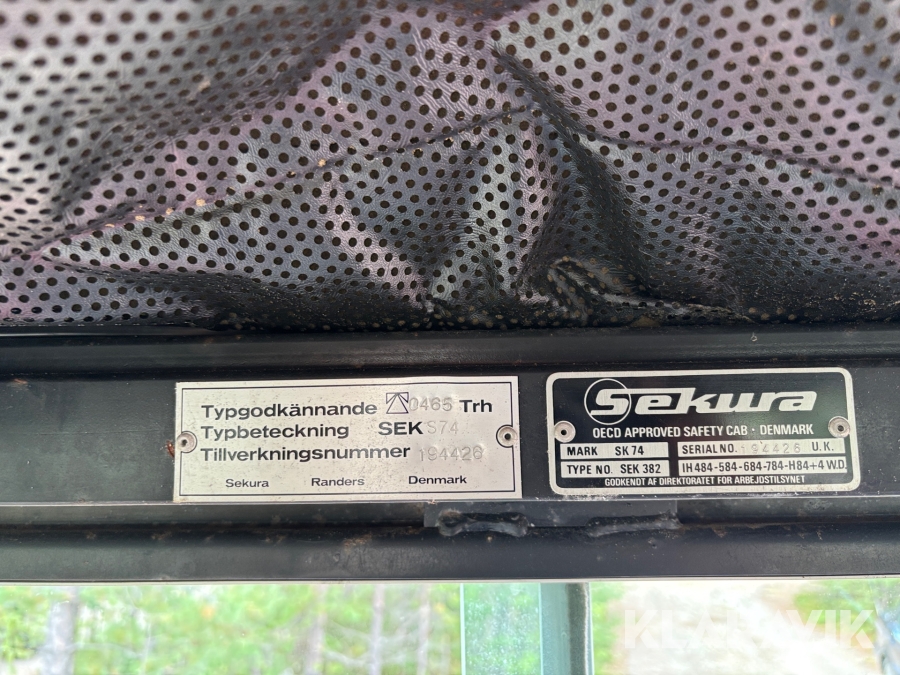 Typgodkännande 0465 Trh
Typbeteckning SEK S74
Tillverkningsnummer 194426
Sekura Randers Denmark
Sekura
OECD APPROVED SAFETY CAB · DENMARK
MARK SK 74 SERIAL NO. 194426 U.K.
TYPE NO. SEK 382 IH 484-584-684-784-H84+4 W.D.
GODKENDT AF DIREKTORATET FOR ARBEJDSTILSYNET
KLARAVIK